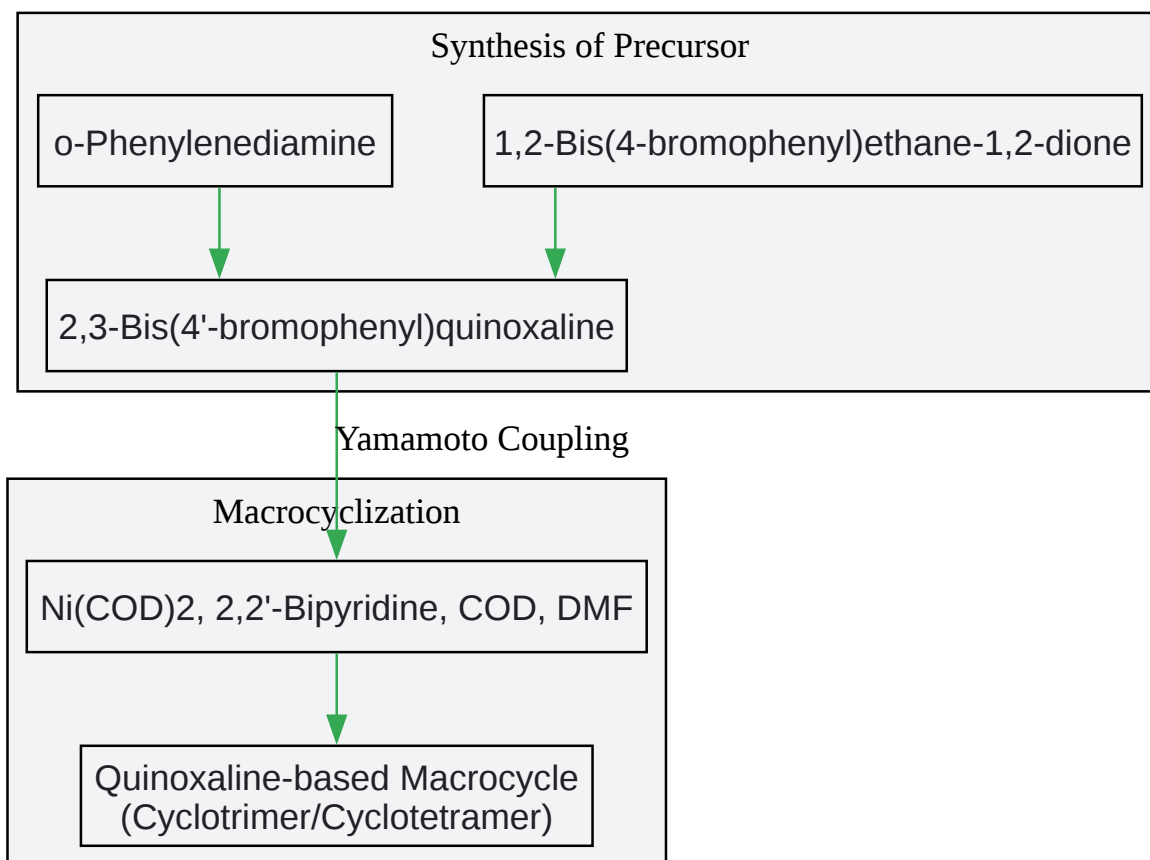 Synthesis of Precursor
o-Phenylenediamine
1,2-Bis(4-bromophenyl)ethane-1,2-dione
2,3-Bis(4'-bromophenyl)quinoxaline
Yamamoto Coupling
Macrocyclization
Ni(COD)2, 2,2'-Bipyridine, COD, DMF
Quinoxaline-based Macrocycle
(Cyclotrimer/Cyclotetramer)